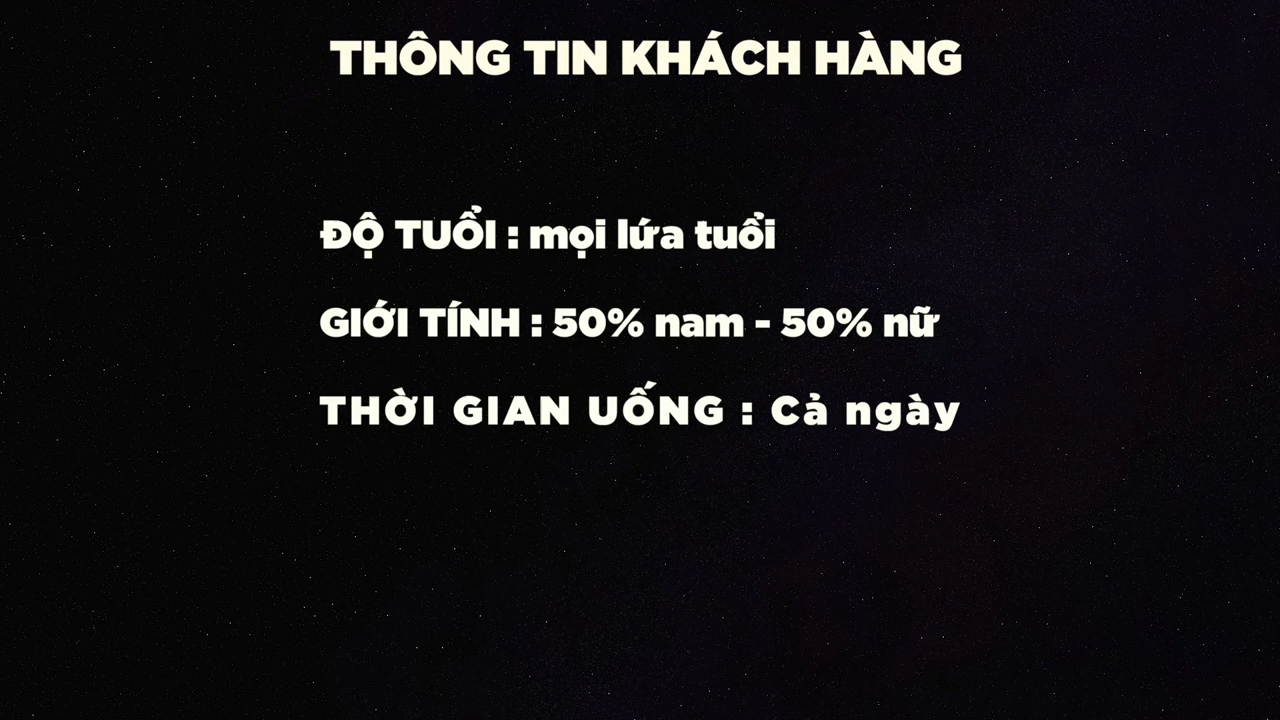 THÔNG TIN KHÁCH HÀNG
ĐỘ TUỔI : mọi lứa tuổi
GIỚI TÍNH : 50% nam - 50% nữ
THỜI GIAN UỐNG : Cả ngày